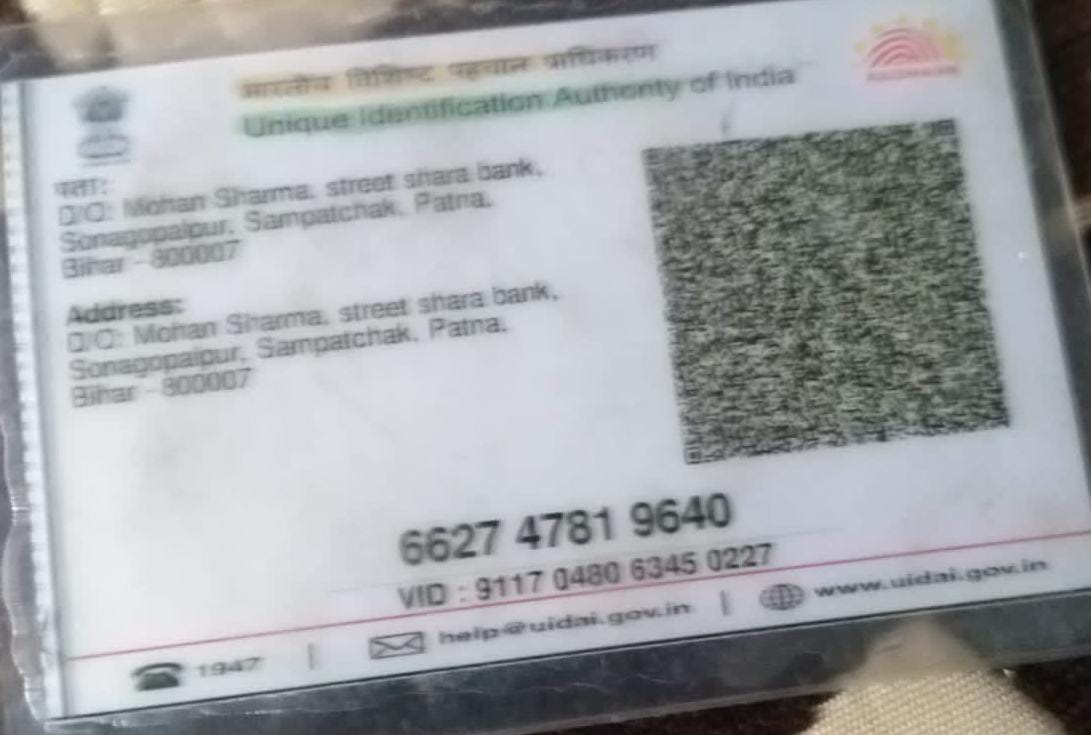 भारतीय विशिष्ट पहचान प्राधिकरण
Unique Identification Authority of India
पता:
D/O: Mohan Sharma, street shara bank,
Sonagopalpur, Sampatchak, Patna,
Bihar - 800007
Address:
D/O: Mohan Sharma, street shara bank,
Sonagopalpur, Sampatchak, Patna,
Bihar - 800007
6627 4781 9640
VID : 9117 0480 6345 0227
1947 | help@uidai.gov.in | www.uidai.gov.in